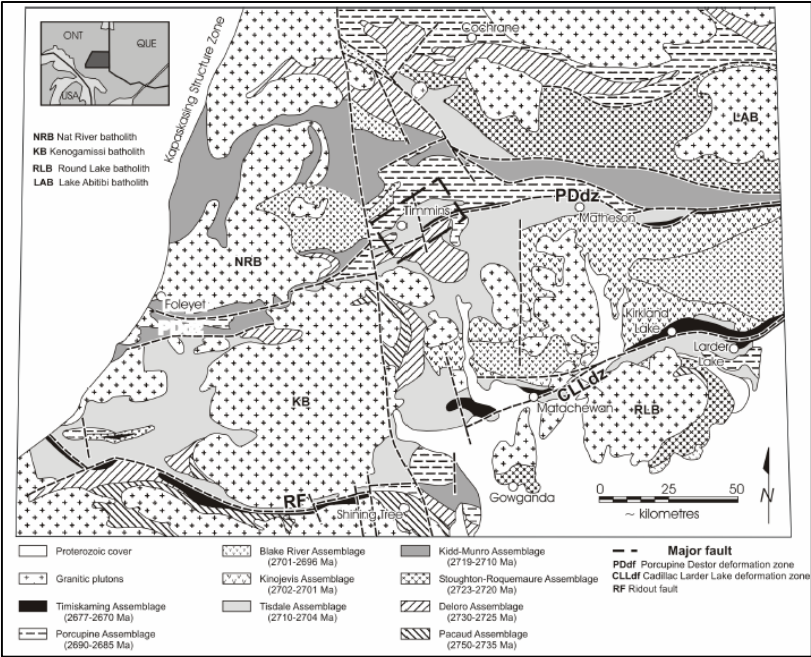 ONT
QUE
USA
Kapaskasing Structure Zone
NRB Nat River batholith
KB Kenogamissi batholith
RLB Round Lake batholith
LAB Lake Abitibi batholith
Cochrane
LAB
PDdz
Matheson
Timmins
NRB
Foleyet
PDdz
Kirkland
Lake
Larder
Lake
KB
CLLdz
Matachewan
RLB
RF
Shining Tree
Gowganda
0 25 50
~ kilometres
N
Proterozoic cover
Granitic plutons
Timiskaming Assemblage
(2677-2670 Ma)
Porcupine Assemblage
(2690-2685 Ma)
Blake River Assemblage
(2701-2696 Ma)
Kinojevis Assemblage
(2702-2701 Ma)
Tisdale Assemblage
(2710-2704 Ma)
Kidd-Munro Assemblage
(2719-2710 Ma)
Stoughton-Roquemaure Assemblage
(2723-2720 Ma)
Deloro Assemblage
(2730-2725 Ma)
Pacaud Assemblage
(2750-2735 Ma)
Major fault
PDdf Porcupine Destor deformation zone
CLLdf Cadillac Larder Lake deformation zone
RF Ridout fault